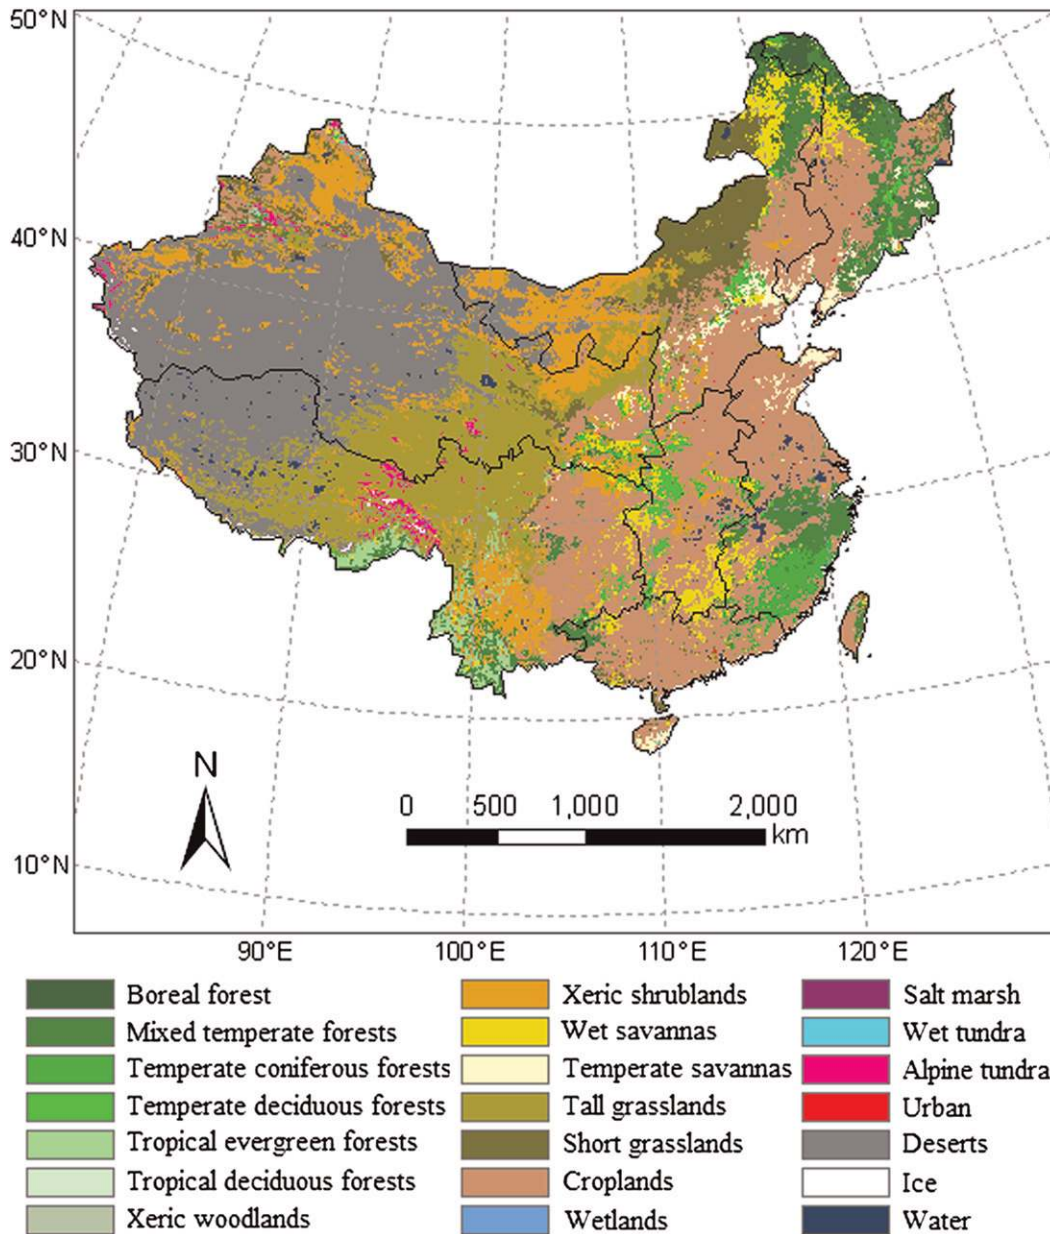 50°N
40°N
30°N
20°N
10°N
N
0 500 1,000 2,000
km
90°E 100°E 110°E 120°E
Boreal forest
Mixed temperate forests
Temperate coniferous forests
Temperate deciduous forests
Tropical evergreen forests
Tropical deciduous forests
Xeric woodlands
Xeric shrublands
Wet savannas
Temperate savannas
Tall grasslands
Short grasslands
Croplands
Wetlands
Salt marsh
Wet tundra
Alpine tundra
Urban
Deserts
Ice
Water